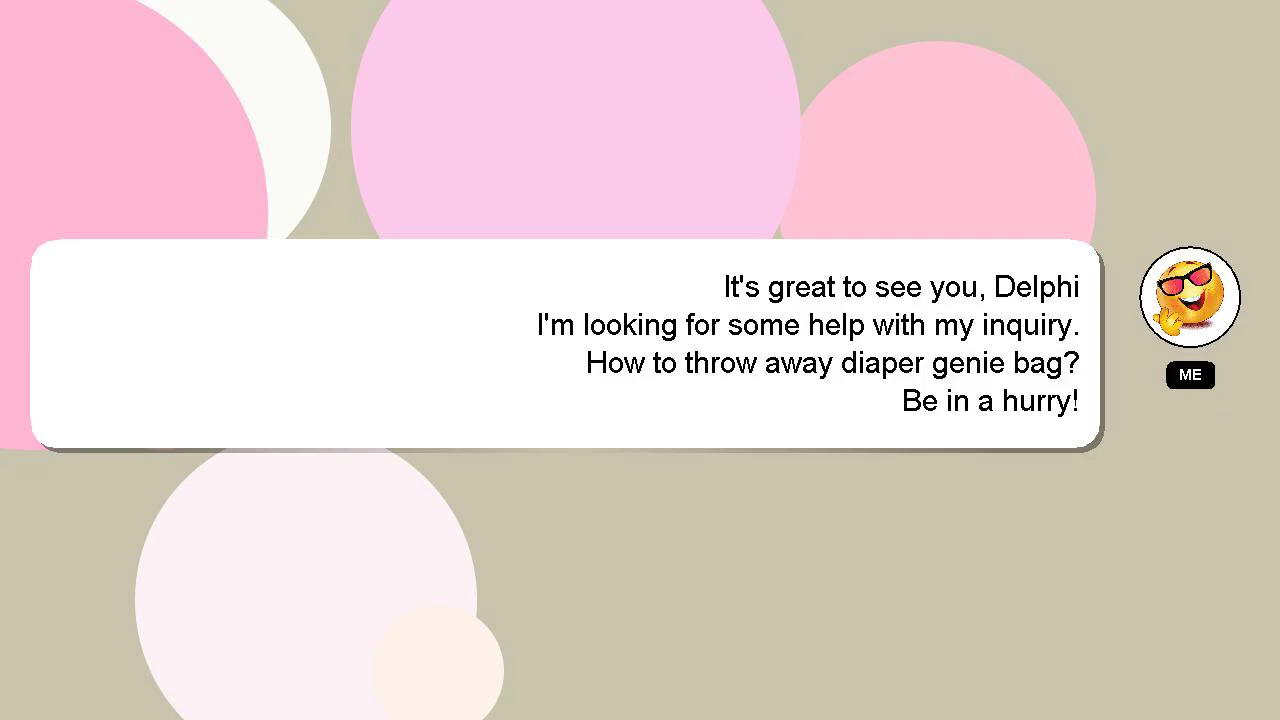 It's great to see you, Delphi
I'm looking for some help with my inquiry.
How to throw away diaper genie bag?
Be in a hurry!
ME